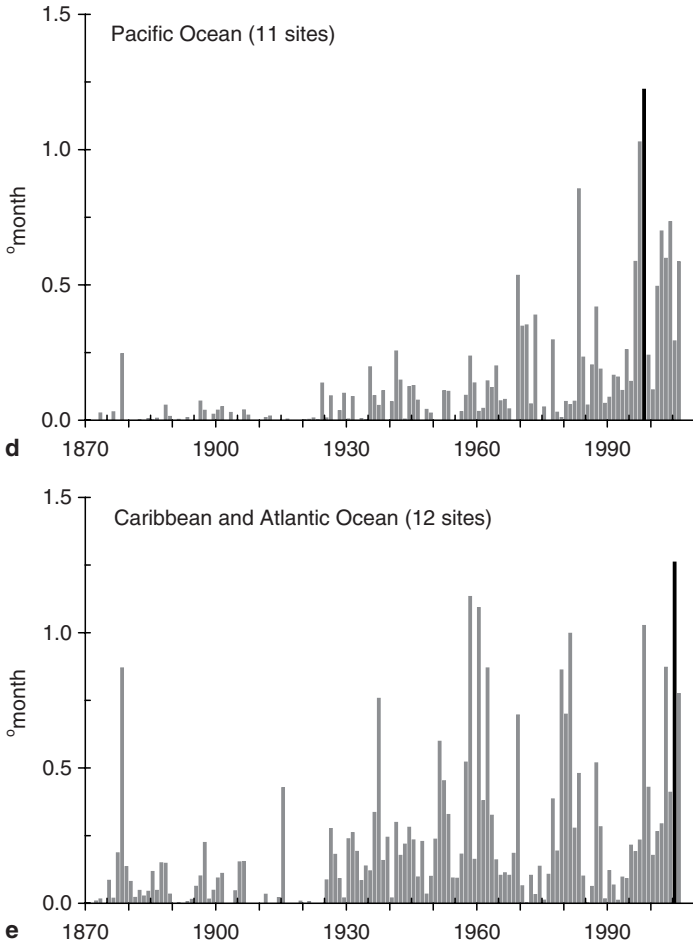 1.5
Pacific Ocean (11 sites)
1.0
°month
0.5
0.0
d
1870 1900 1930 1960 1990
1.5
Caribbean and Atlantic Ocean (12 sites)
1.0
°month
0.5
0.0
e
1870 1900 1930 1960 1990